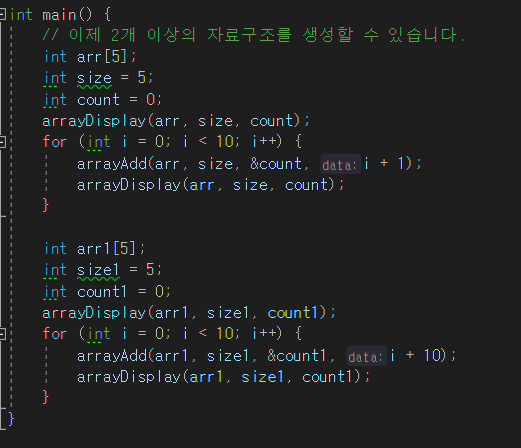 int main() {
// 이제 2개 이상의 자료구조를 생성할 수 있습니다.
int arr[5];
int size = 5;
int count = 0;
arrayDisplay(arr, size, count);
for (int i = 0; i < 10; i++) {
arrayAdd(arr, size, &count, data: i + 1);
arrayDisplay(arr, size, count);
}
int arr1[5];
int size1 = 5;
int count1 = 0;
arrayDisplay(arr1, size1, count1);
for (int i = 0; i < 10; i++) {
arrayAdd(arr1, size1, &count1, data: i + 10);
arrayDisplay(arr1, size1, count1);
}
}